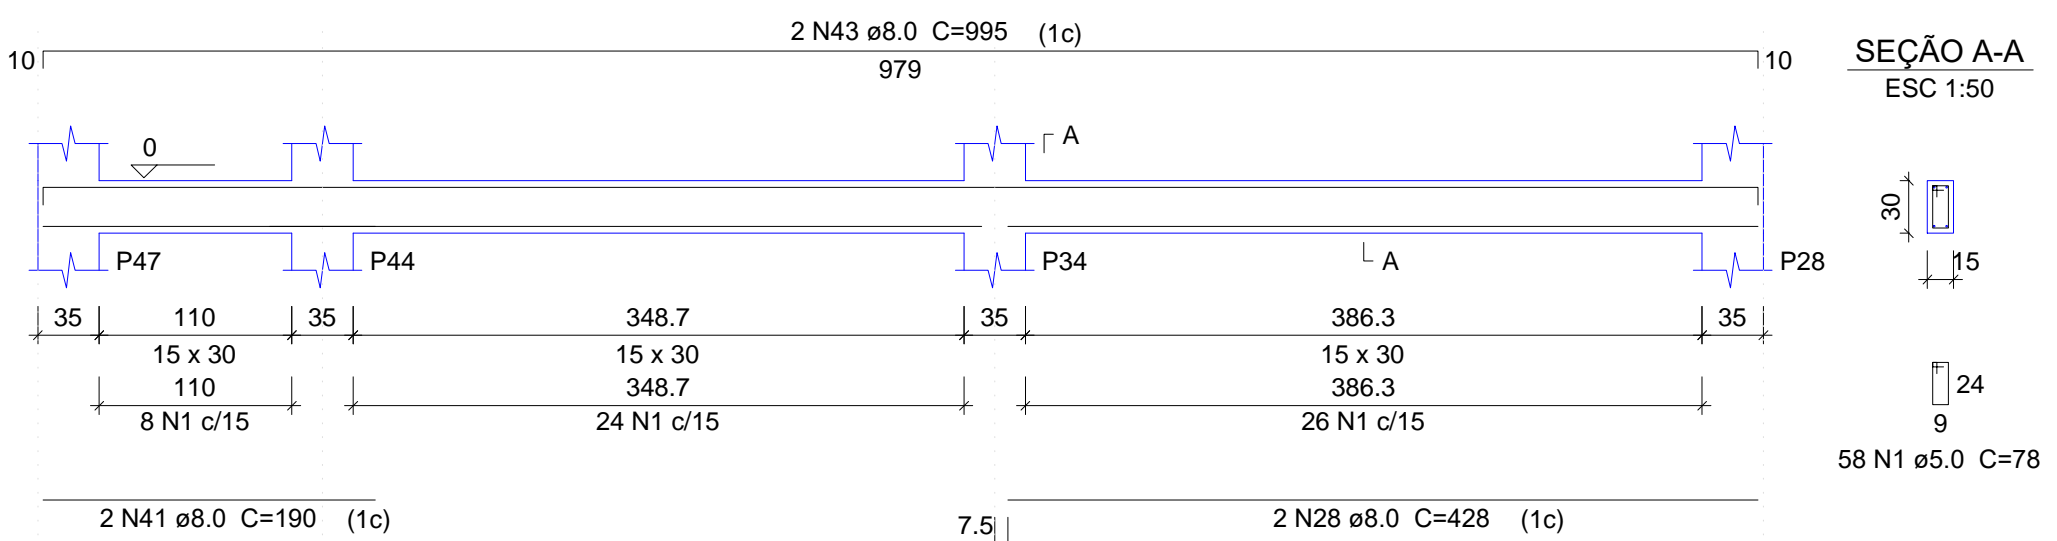 2 N43 ø8.0 C=995 (1c)
10
979
10
SEÇÃO A-A
ESC 1:50
0
A
30
15
P47
P44
P34
A
P28
35
110
35
348.7
35
386.3
35
15 x 30
15 x 30
15 x 30
110
348.7
386.3
8 N1 c/15
24 N1 c/15
26 N1 c/15
24
9
58 N1 ø5.0 C=78
2 N41 ø8.0 C=190 (1c)
7.5
2 N28 ø8.0 C=428 (1c)